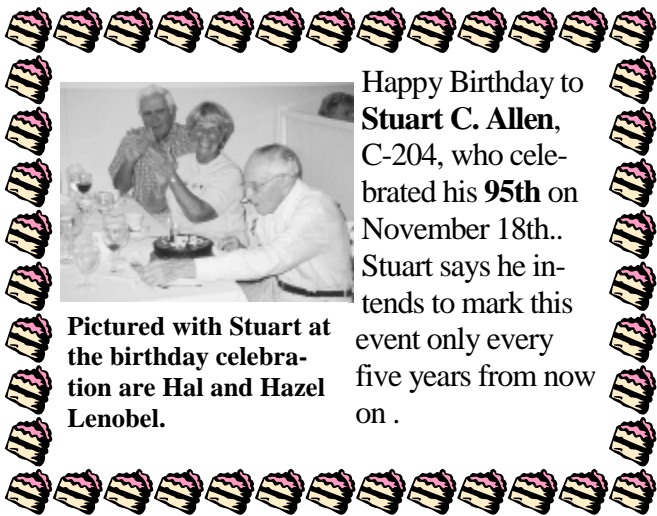 Happy Birthday to
Stuart C. Allen,
C-204, who cele-
brated his 95th on
November 18th..
Stuart says he in-
tends to mark this
event only every
five years from now
on .
Pictured with Stuart at
the birthday celebra-
tion are Hal and Hazel
Lenobel.